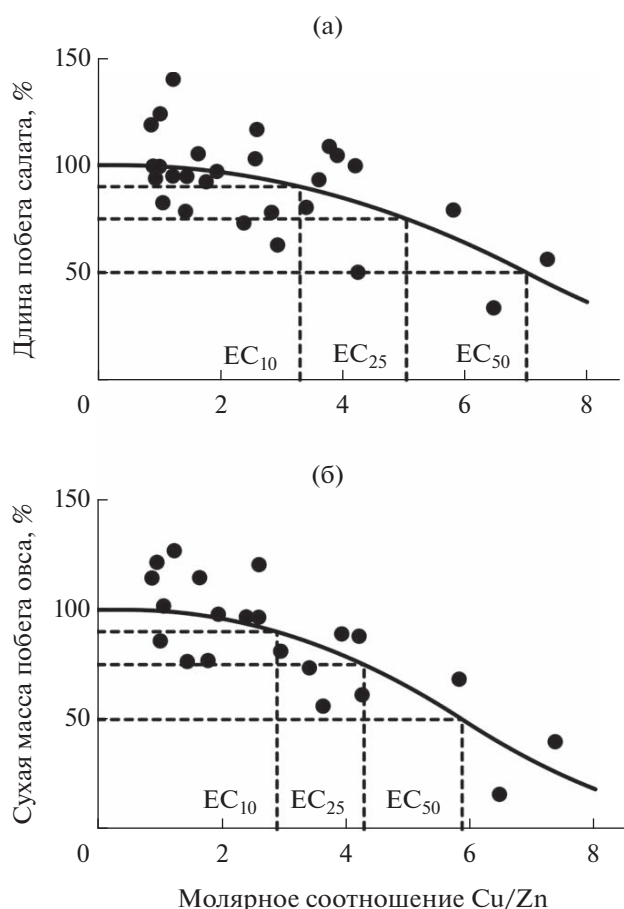 (а)
Длина побега салата, %
150
100
50
EC10 EC25 EC50
0 2 4 6 8
(б)
Сухая масса побега овса, %
150
100
50
EC10 EC25 EC50
0 2 4 6 8
Молярное соотношение Cu/Zn